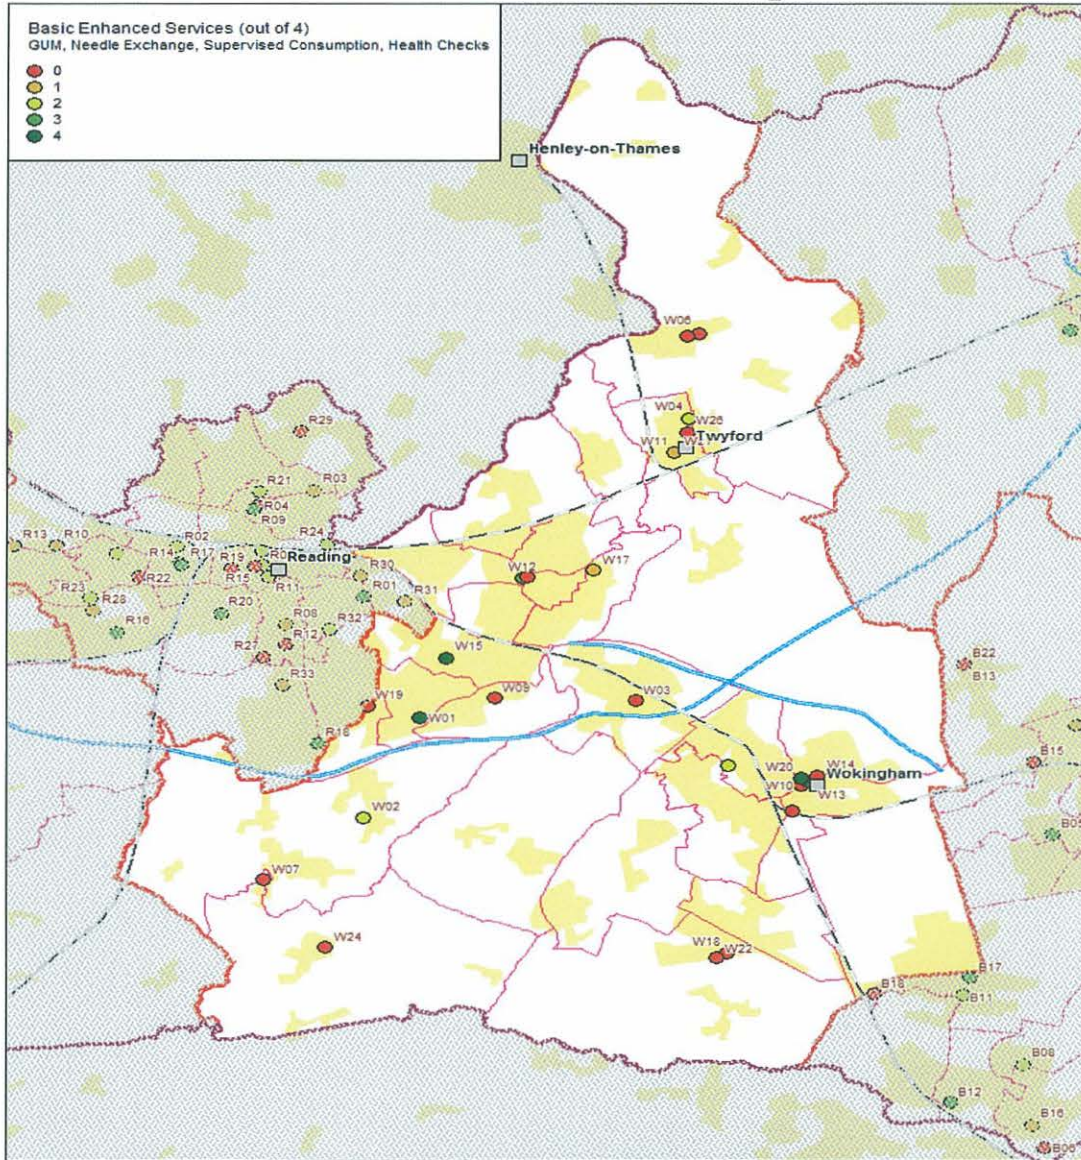 Basic Enhanced Services (out of 4)
GUM, Needle Exchange, Supervised Consumption, Health Checks
0
1
2
3
4
Henley-on-Thames
W06
W04
W26
Twyford
W11
R29
R21
R03
R04
R09
R13
R10
R14
R02
R17
R24
R19
Reading
R22
R15
R11
R30
R01
R31
W12
W17
R23
R28
R16
R20
R08
R32
R12
R27
R33
W15
W09
W03
W19
W01
R18
B22
B13
B15
W20
W14
Wokingham
W10
W13
W02
W07
W24
W18
W22
B17
B18
B11
B08
B12
B16
B06